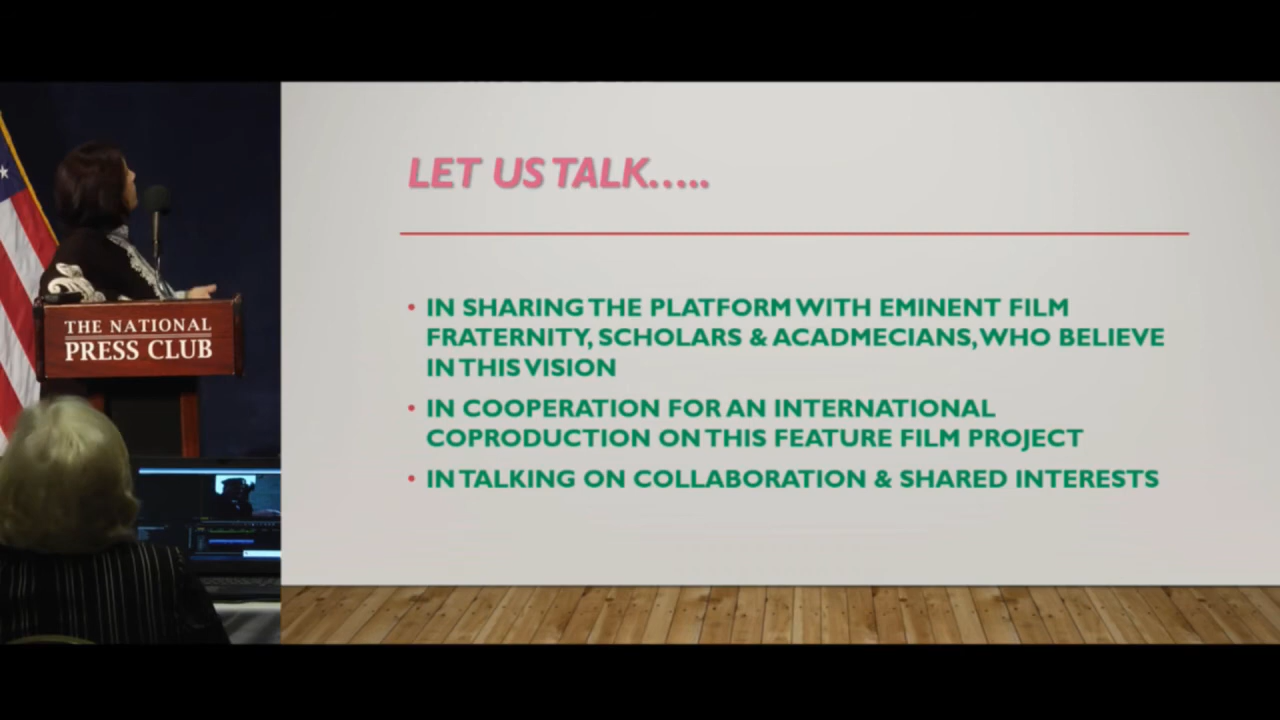 LET US TALK.....
• IN SHARING THE PLATFORM WITH EMINENT FILM
FRATERNITY, SCHOLARS & ACADMECIANS, WHO BELIEVE
IN THIS VISION
• IN COOPERATION FOR AN INTERNATIONAL
COPRODUCTION ON THIS FEATURE FILM PROJECT
• IN TALKING ON COLLABORATION & SHARED INTERESTS
THE NATIONAL
PRESS CLUB